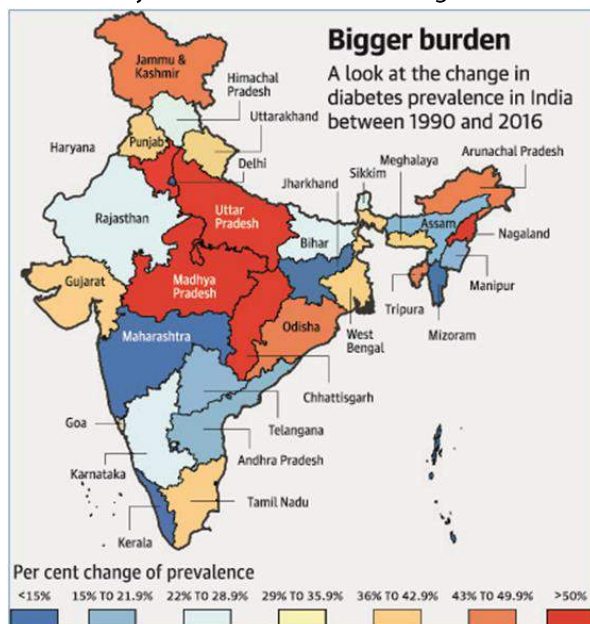 Bigger burden
A look at the change in
diabetes prevalence in India
between 1990 and 2016
Jammu &
Kashmir
Himachal
Pradesh
Uttarakhand
Punjab
Haryana
Delhi
Meghalaya
Arunachal Pradesh
Sikkim
Jharkhand
Rajasthan
Uttar
Pradesh
Assam
Bihar
Nagaland
Gujarat
Madhya
Pradesh
Manipur
Tripura
Mizoram
Maharashtra
Odisha
West
Bengal
Chhattisgarh
Goa
Telangana
Andhra Pradesh
Karnataka
Tamil Nadu
Kerala
Per cent change of prevalence
<15% 15% TO 21.9% 22% TO 28.9% 29% TO 35.9% 36% TO 42.9% 43% TO 49.9% >50%